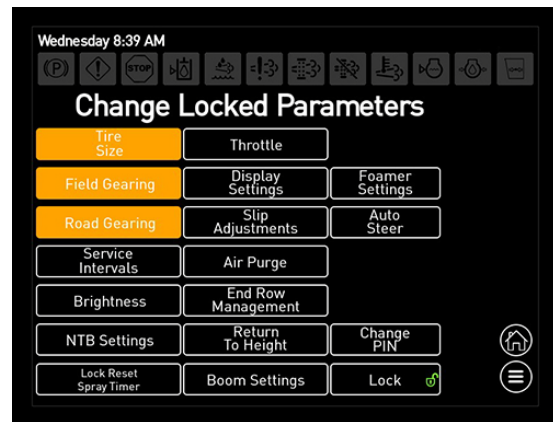 Wednesday 8:39 AM
(P) STOP
Change Locked Parameters
Tire
Size
Throttle
Field Gearing
Display
Settings
Foamer
Settings
Road Gearing
Slip
Adjustments
Auto
Steer
Service
Intervals
Air Purge
Brightness
End Row
Management
NTB Settings
Return
To Height
Change
PIN
Lock Reset
Spray Timer
Boom Settings
Lock